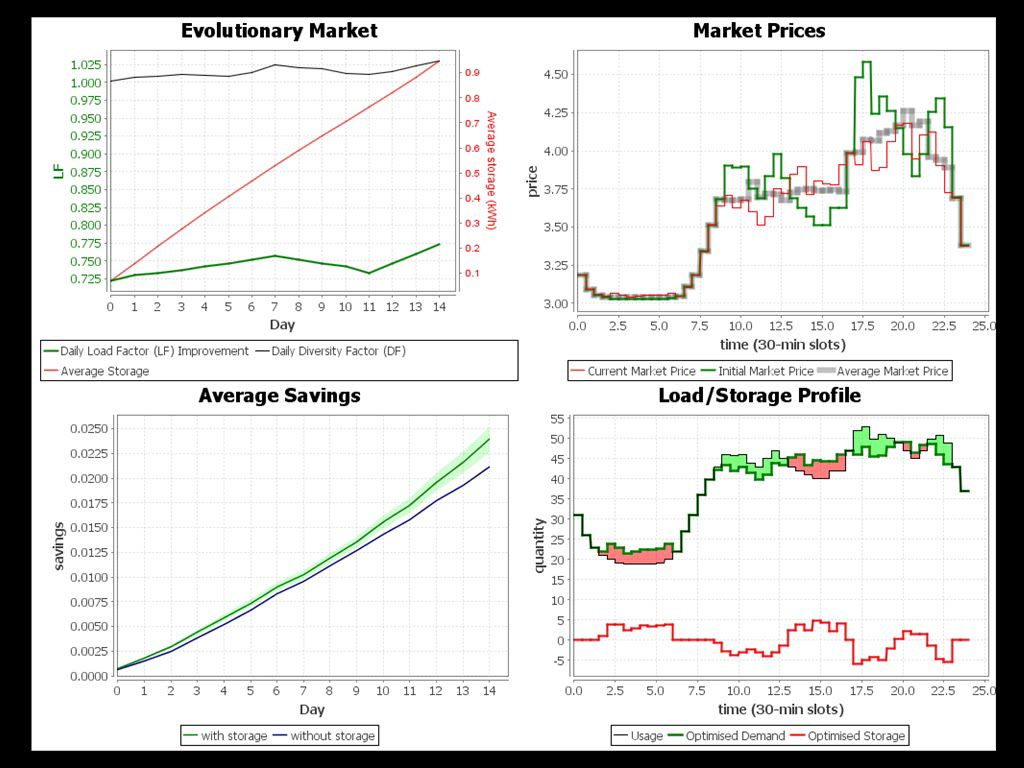 Evolutionary Market
1.025
1.000
0.975
0.950
0.925
0.900
0.875
0.850
0.825
0.800
0.775
0.750
0.725
LF
0.9
0.8
0.7
0.6
0.5
0.4
0.3
0.2
0.1
Average storage (kWh)
0 1 2 3 4 5 6 7 8 9 10 11 12 13 14
Day
Daily Load Factor (LF) Improvement Daily Diversity Factor (DF)
Average Storage
Market Prices
4.50
4.25
4.00
3.75
3.50
3.25
3.00
price
0.0 2.5 5.0 7.5 10.0 12.5 15.0 17.5 20.0 22.5 25.0
time (30-min slots)
Current Market Price Initial Market Price Average Market Price
Average Savings
0.0250
0.0225
0.0200
0.0175
0.0150
0.0125
0.0100
0.0075
0.0050
0.0025
0.0000
savings
0 1 2 3 4 5 6 7 8 9 10 11 12 13 14
Day
with storage without storage
Load/Storage Profile
55
50
45
40
35
30
25
20
15
10
5
0
-5
quantity
0.0 2.5 5.0 7.5 10.0 12.5 15.0 17.5 20.0 22.5 25.0
time (30-min slots)
Usage Optimised Demand Optimised Storage